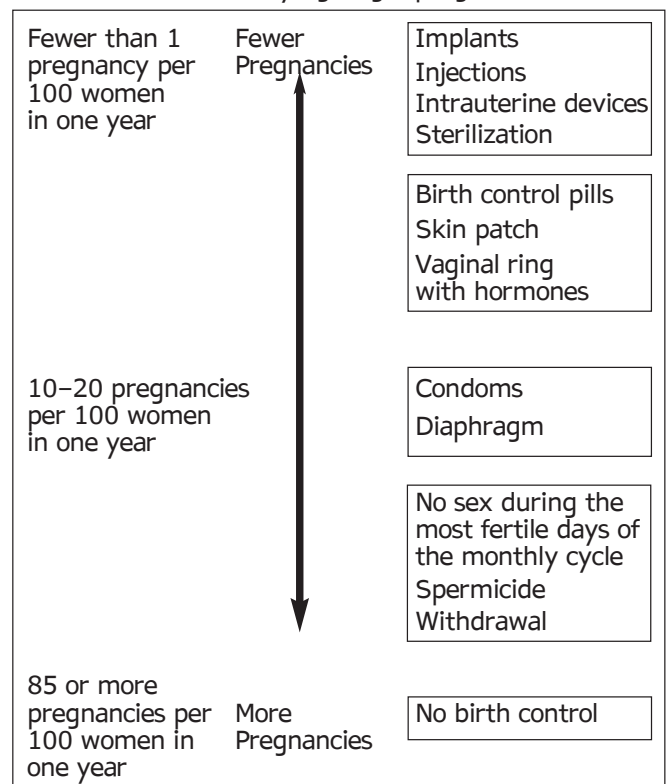 Fewer than 1
pregnancy per
100 women
in one year
Fewer
Pregnancies
Implants
Injections
Intrauterine devices
Sterilization
Birth control pills
Skin patch
Vaginal ring
with hormones
10–20 pregnancies
per 100 women
in one year
Condoms
Diaphragm
No sex during the
most fertile days of
the monthly cycle
Spermicide
Withdrawal
85 or more
pregnancies per
100 women in
one year
More
Pregnancies
No birth control